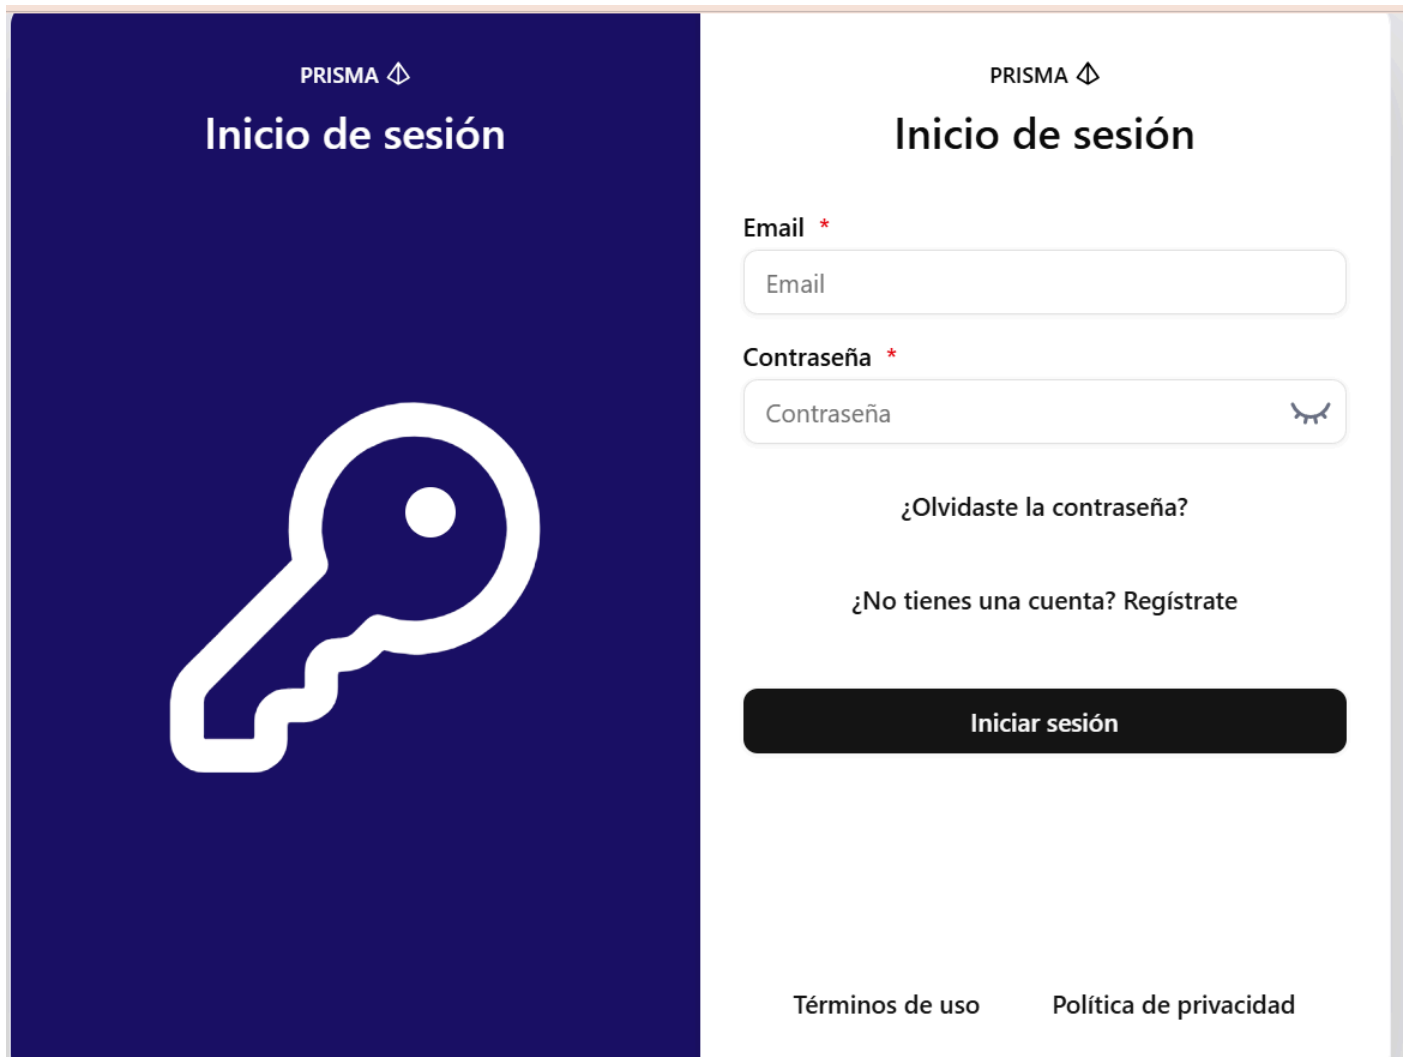 PRISMA
Inicio de sesión
PRISMA
Inicio de sesión
Email *
Email
Contraseña *
Contraseña
¿Olvidaste la contraseña?
¿No tienes una cuenta? Regístrate
Iniciar sesión
Términos de uso Política de privacidad